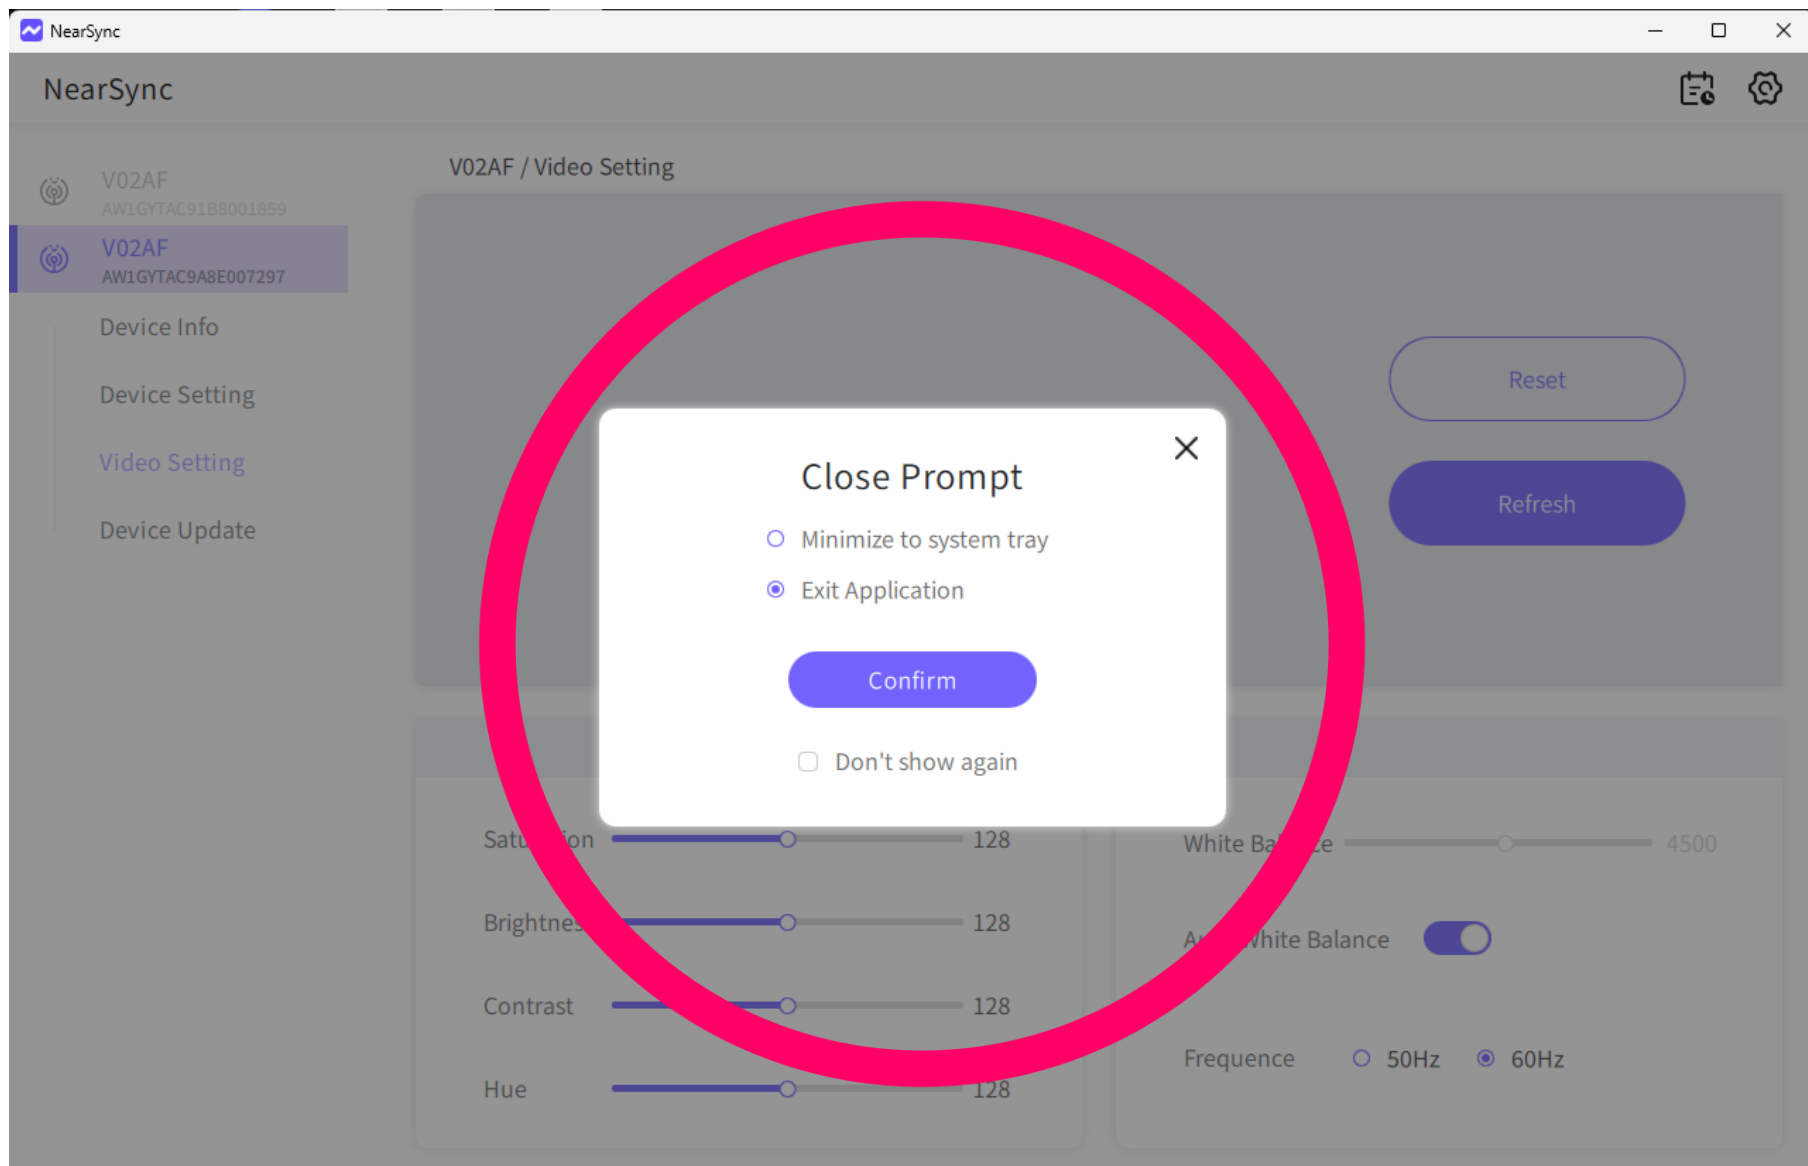 NearSync
NearSync
V02AF
AW1GYTAC91B8001859
V02AF
AW1GYTAC9A8E007297
Device Info
Device Setting
Video Setting
Device Update
V02AF / Video Setting
Reset
Refresh
Close Prompt
Minimize to system tray
Exit Application
Confirm
Don't show again
128
128
Contrast
128
Hue
128
White
4500
White Balance
Frequence
50Hz
60Hz